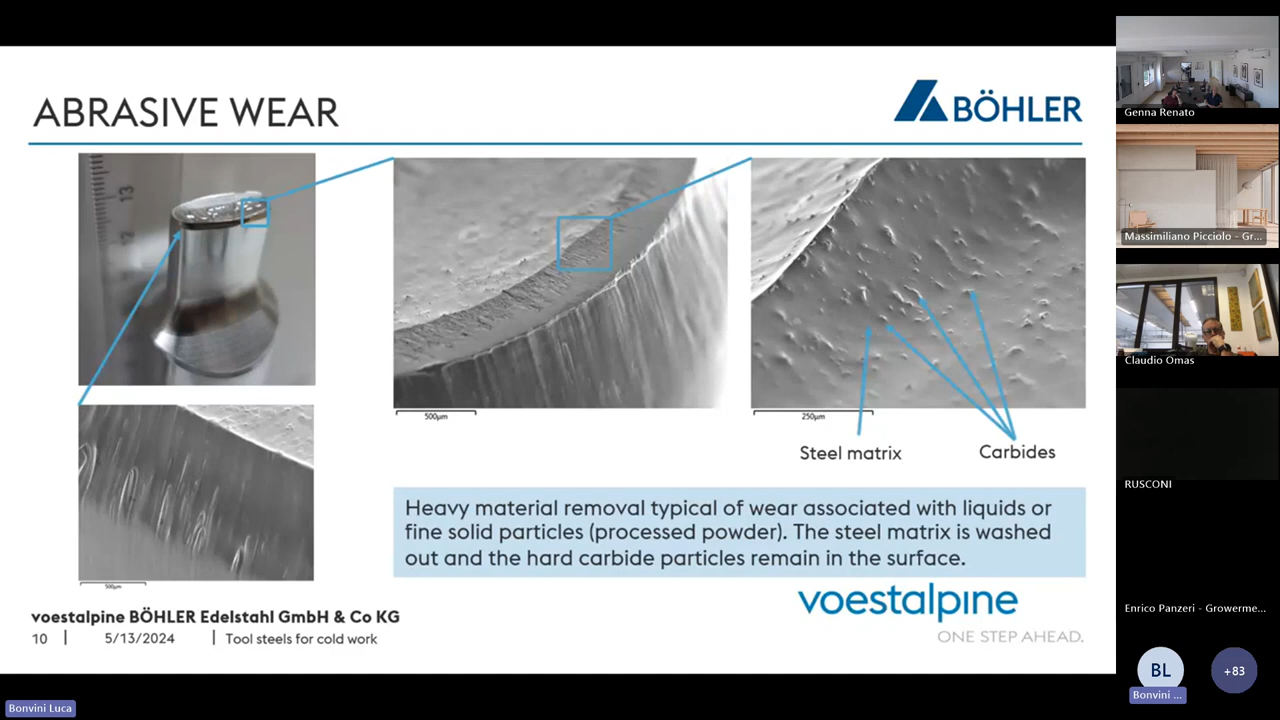 ABRASIVE WEAR
BÖHLER
13
500µm
250µm
Steel matrix
Carbides
500µm
Heavy material removal typical of wear associated with liquids or
fine solid particles (processed powder). The steel matrix is washed
out and the hard carbide particles remain in the surface.
voestalpine
ONE STEP AHEAD.
voestalpine BÖHLER Edelstahl GmbH & Co KG
10 | 5/13/2024 | Tool steels for cold work
Genna Renato
Massimiliano Picciolo - Gr...
Claudio Omas
RUSCONI
Enrico Panzeri - Growerme...
BL
+83
Bonvini ...
Bonvini Luca